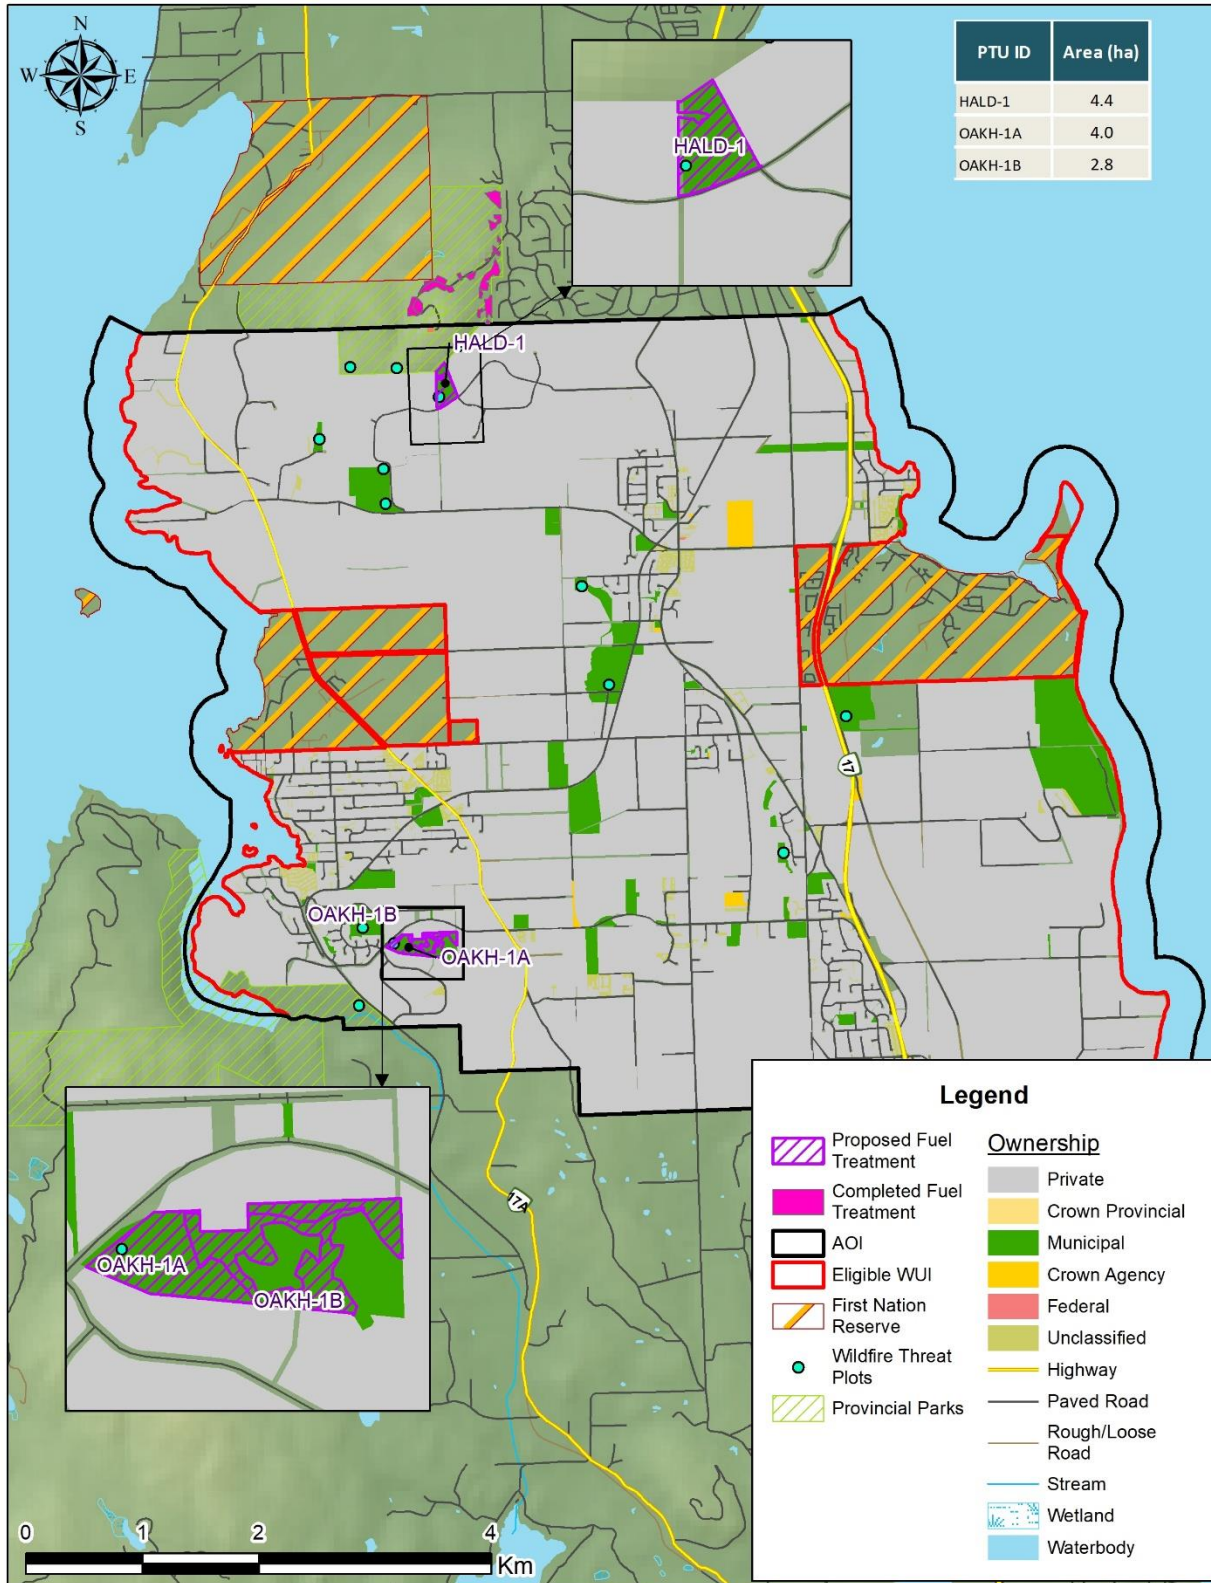 N
W E
S
PTU ID Area (ha)
HALD-1 4.4
OAKH-1A 4.0
OAKH-1B 2.8
HALD-1
HALD-1
17
OAKH-1B
OAKH-1A
OAKH-1A
OAKH-1B
17A
Legend
Proposed Fuel
Treatment
Completed Fuel
Treatment
AOI
Eligible WUI
First Nation
Reserve
Wildfire Threat
Plots
Provincial Parks
Ownership
Private
Crown Provincial
Municipal
Crown Agency
Federal
Unclassified
Highway
Paved Road
Rough/Loose
Road
Stream
Wetland
Waterbody
0 1 2 4
Km